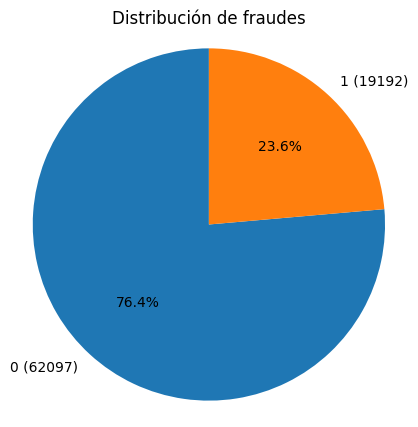 Distribución de fraudes
1 (19192)
23.6%
76.4%
0 (62097)